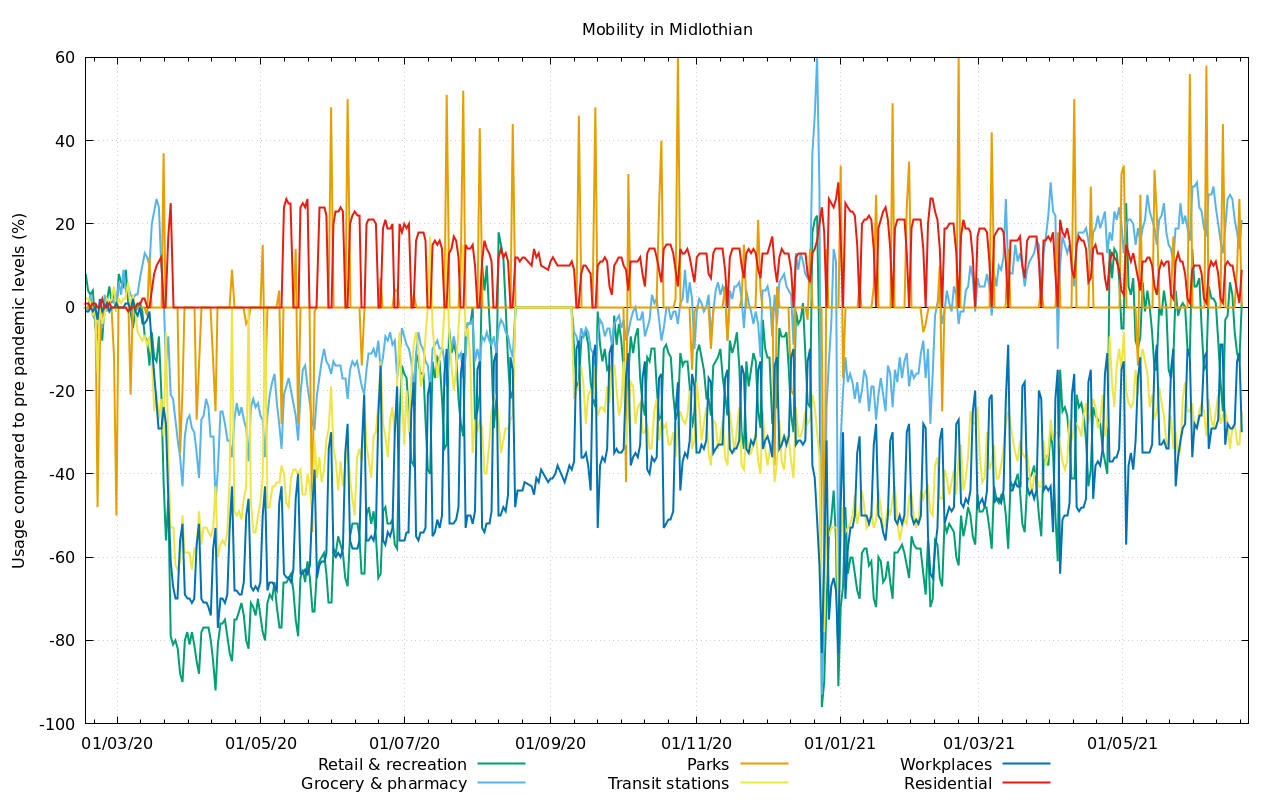 Mobility in Midlothian
Usage compared to pre pandemic levels (%)
60
40
20
0
-20
-40
-60
-80
-100
01/03/20 01/05/20 01/07/20 01/09/20 01/11/20 01/01/21 01/03/21 01/05/21
Retail & recreation Parks Workplaces
Grocery & pharmacy Transit stations Residential